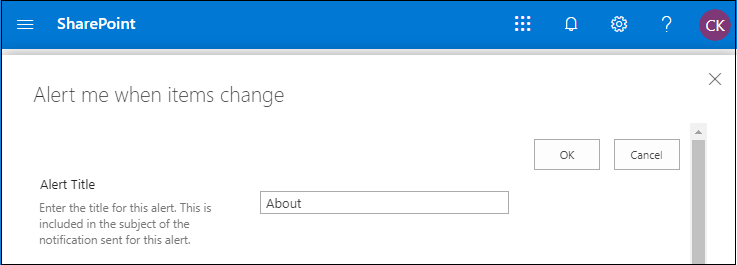 SharePoint
? CK
Alert me when items change
OK Cancel
Alert Title
Enter the title for this alert. This is
included in the subject of the
notification sent for this alert.
About